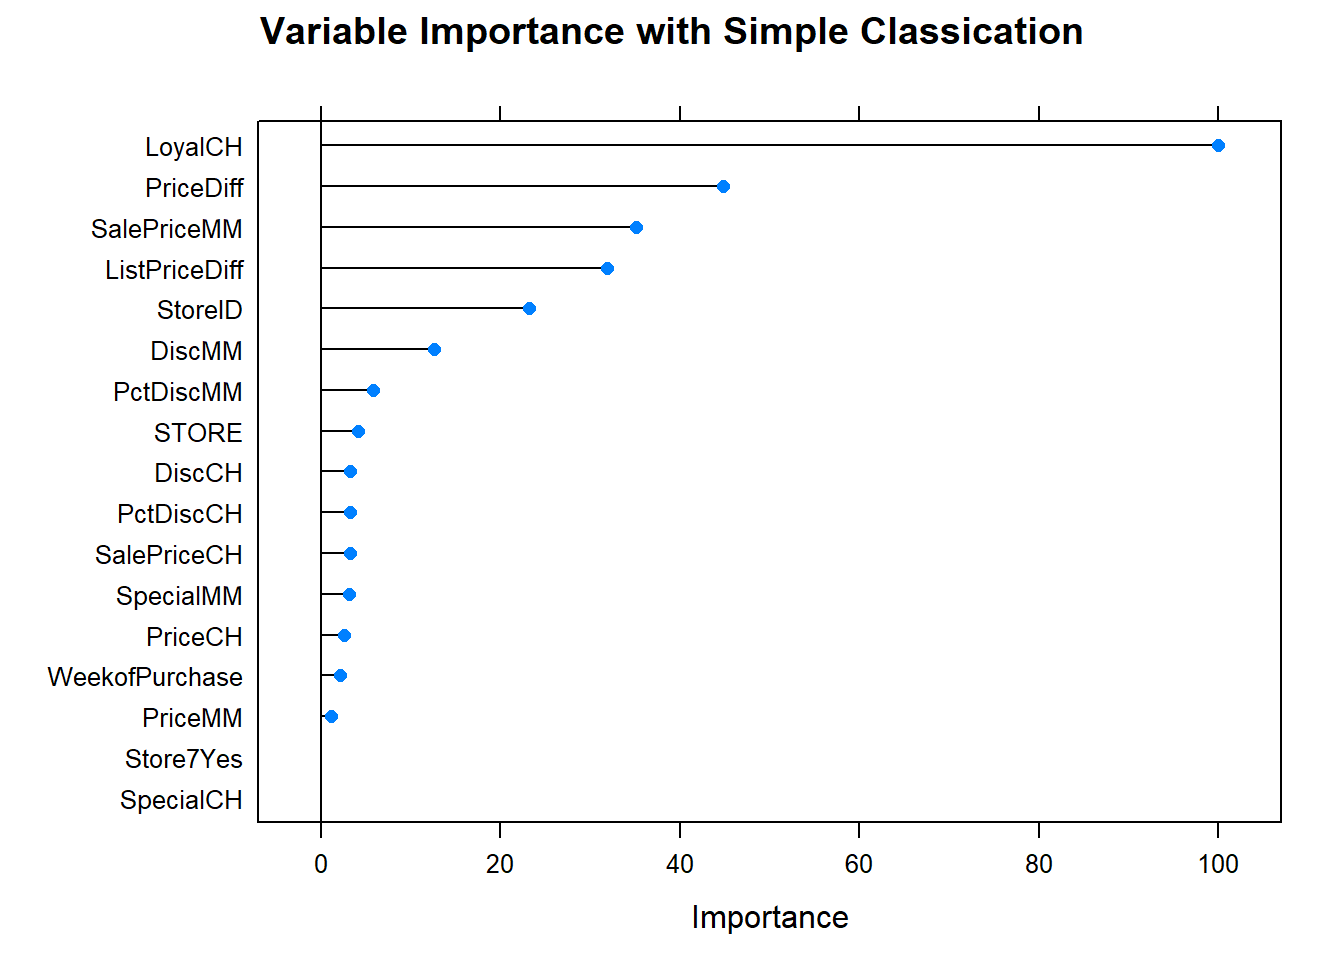 Variable Importance with Simple Classication
LoyalCH
PriceDiff
SalePriceMM
ListPriceDiff
StoreID
DiscMM
PctDiscMM
STORE
DiscCH
PctDiscCH
SalePriceCH
SpecialMM
PriceCH
WeekofPurchase
PriceMM
Store7Yes
SpecialCH
0 20 40 60 80 100
Importance